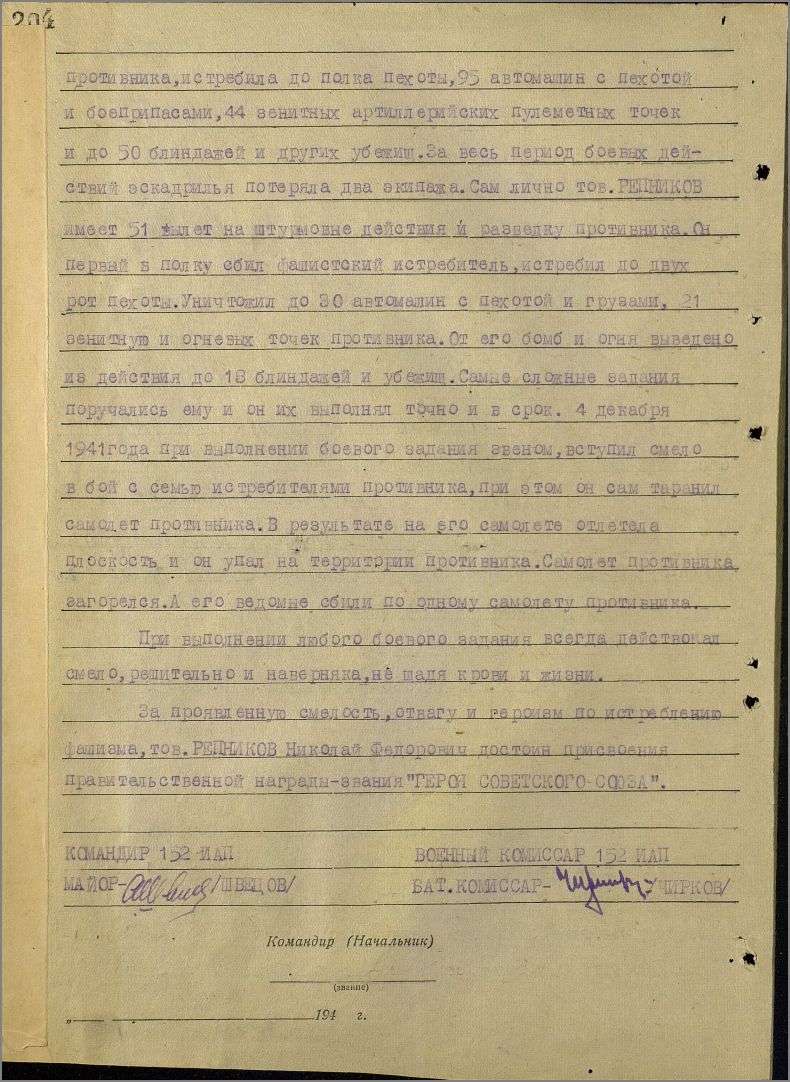 204
противника,истребила до полка пехоты,95 автомашин с пехотой
и боеприпасами,44 зенитных артиллерийских пулеметных точек
и до 50 блиндажей и других убежищ.За весь период боевых дей-
ствий эскадрилья потеряла два экипажа.Сам лично тов.РЕПНИКОВ
имеет 51 вылет на штурмовые действия и разведку противника.Он
первый в полку сбил фашистский истребитель,истребил до двух
рот пехоты.Уничтожил до 30 автомашин с пехотой и грузами, 21
зенитную и огневых точек противника.От его бомб и огня выведено
из действия до 18 блиндажей и убежищ.Самые сложные задания
поручались ему и он их выполнял точно и в срок. 4 декабря
1941года при выполнении боевого задания звеном,вступил смело
в бой с семью истребителями противника,при этом он сам таранил
самолет противника.В результате на его самолете отлетела
плоскость и он упал на территории противника.Самолет противника
загорелся.А его ведомые сбили по одному самолету противника.
При выполнении любого боевого задания всегда действовал
смело,решительно и наверняка,не щадя крови и жизни.
За проявленную смелость,отвагу и героизм по истреблению
фашизма,тов.РЕПНИКОВ Николай Федорович достоин присвоения
правительственной награды-звания"ГЕРОЙ СОВЕТСКОГО-СОЮЗА".
КОМАНДИР 152 ИАП ВОЕННЫЙ КОМИССАР 152 ИАП
МАЙОР- /ШВЕЦОВ/ БАТ.КОМИССАР- /ЧИРКОВ/
Командир (Начальник)
(звание)
„ 194 г.